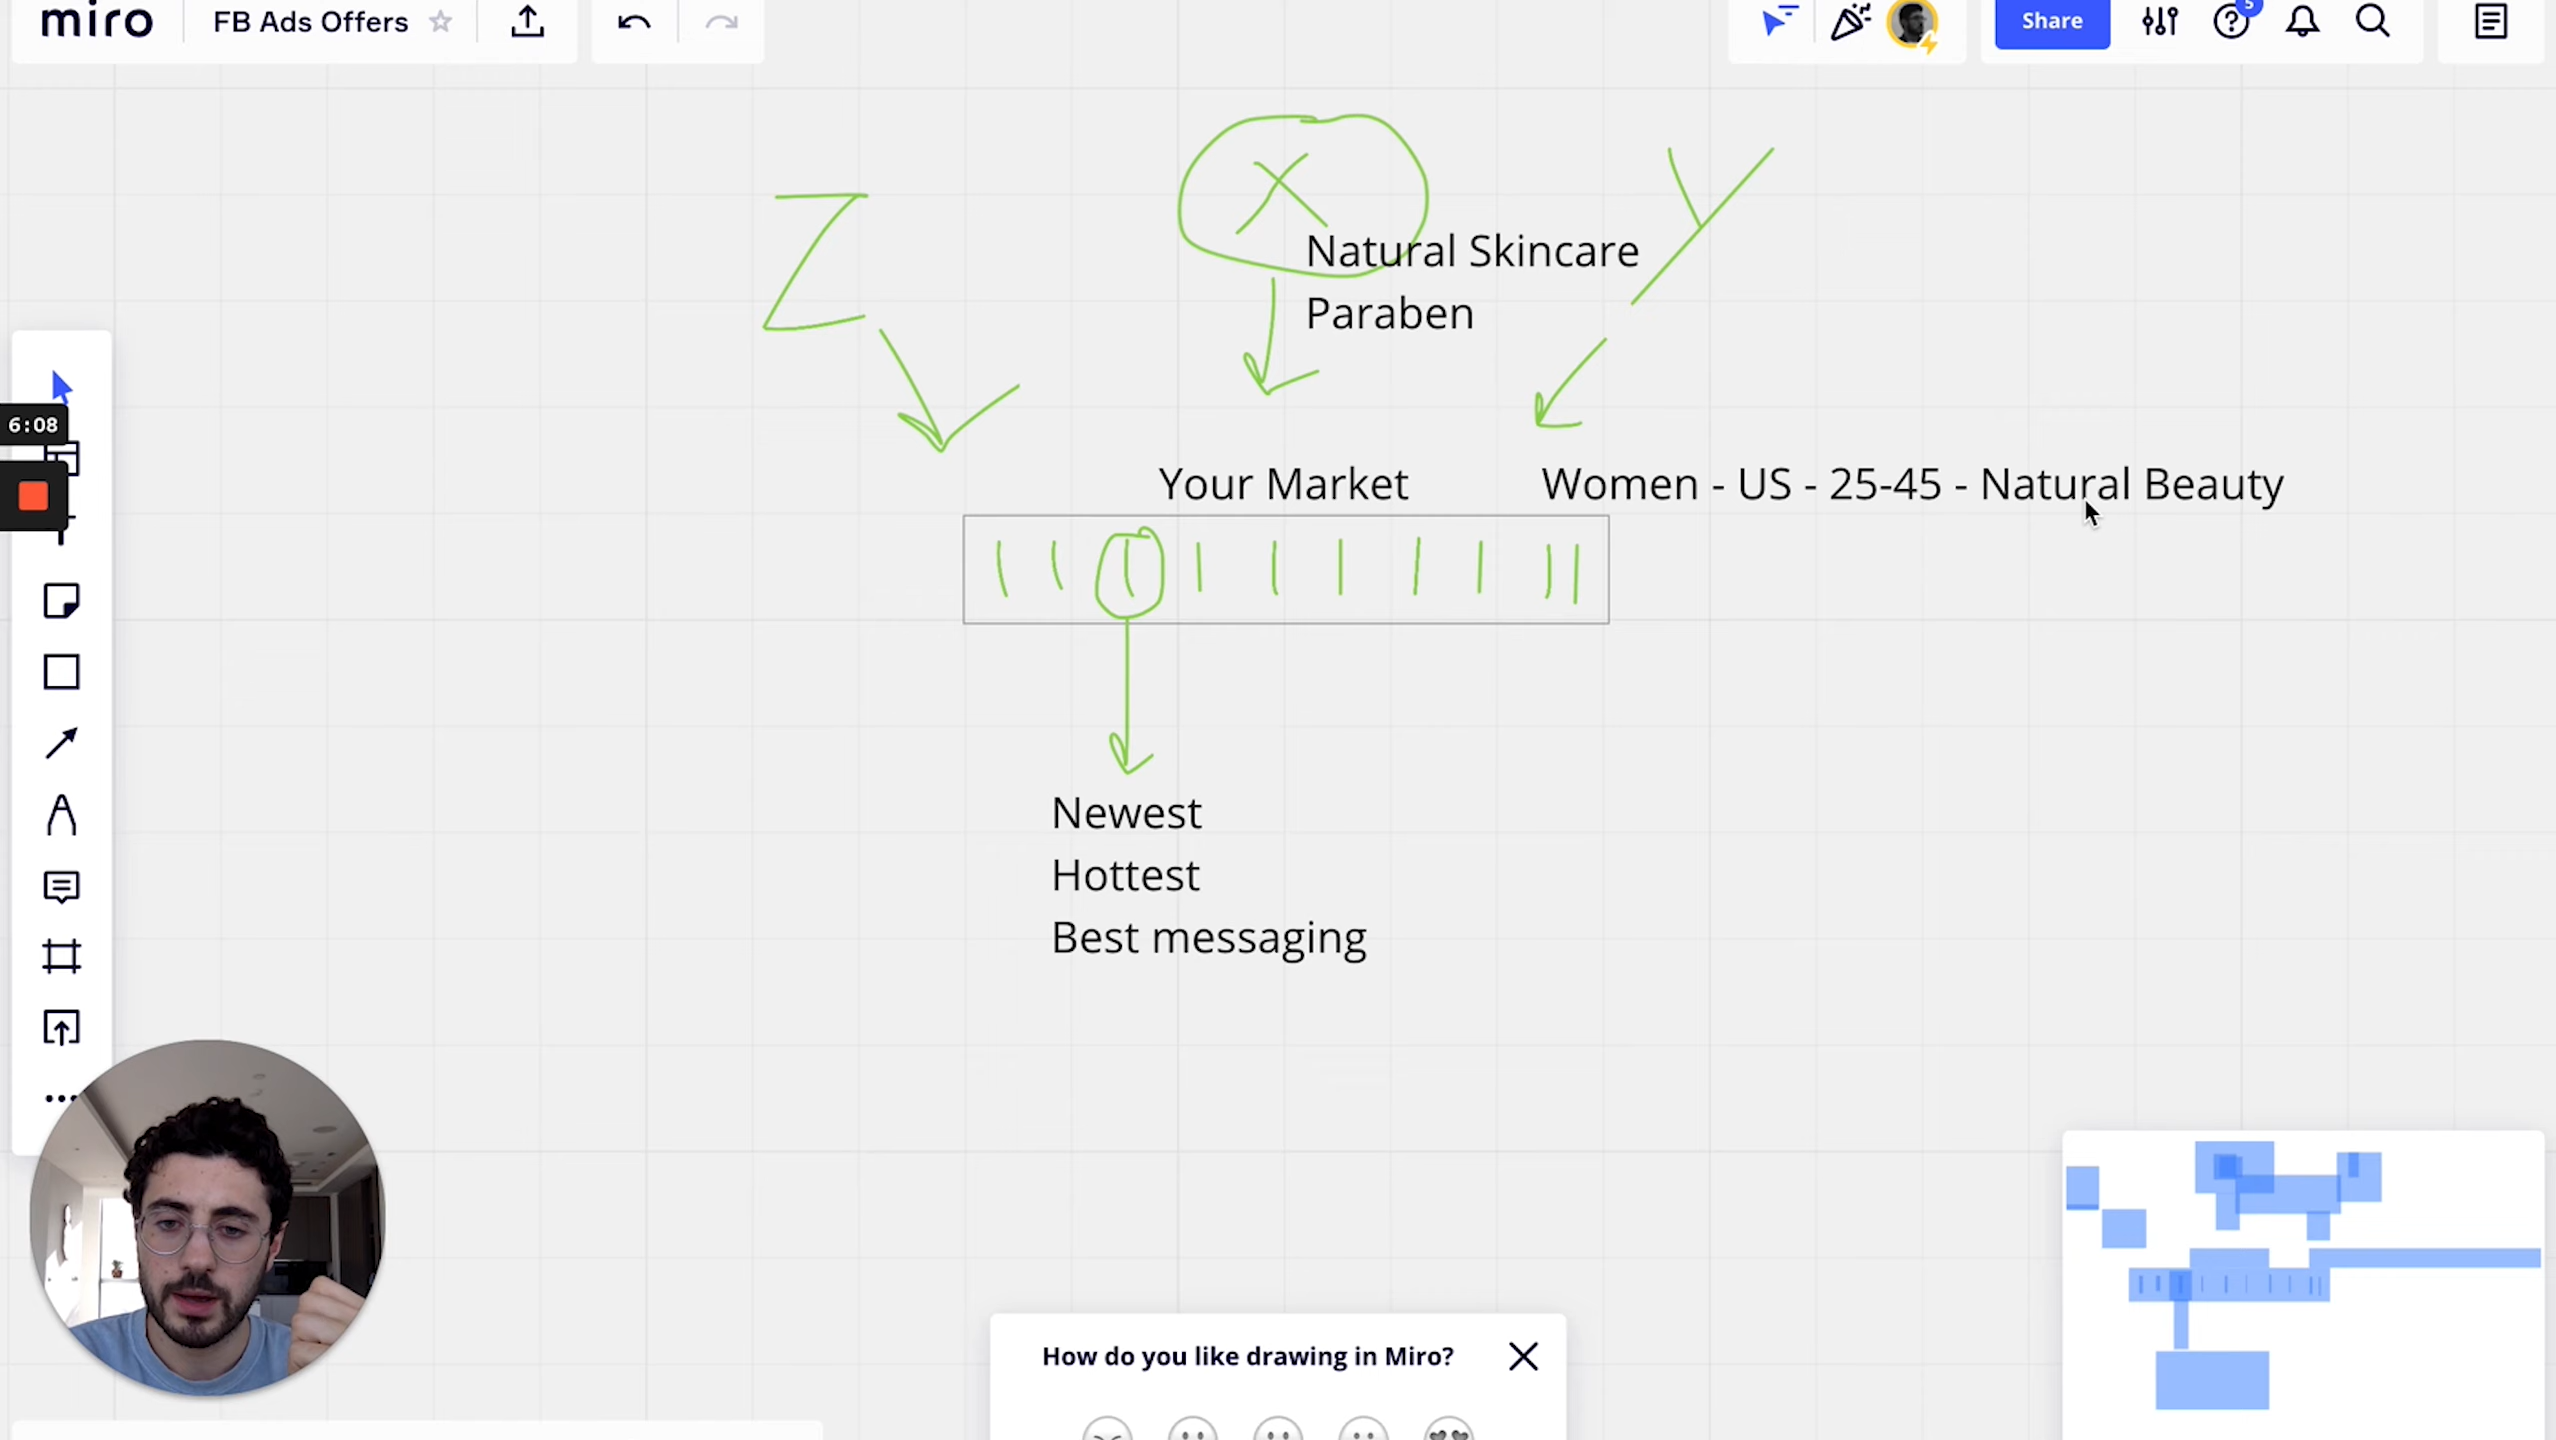 miro
FB Ads Offers
Share
5
Z
X
Y
Natural Skincare
Paraben
6:08
Your Market
Women - US - 25-45 - Natural Beauty
Newest
Hottest
Best messaging
How do you like drawing in Miro?